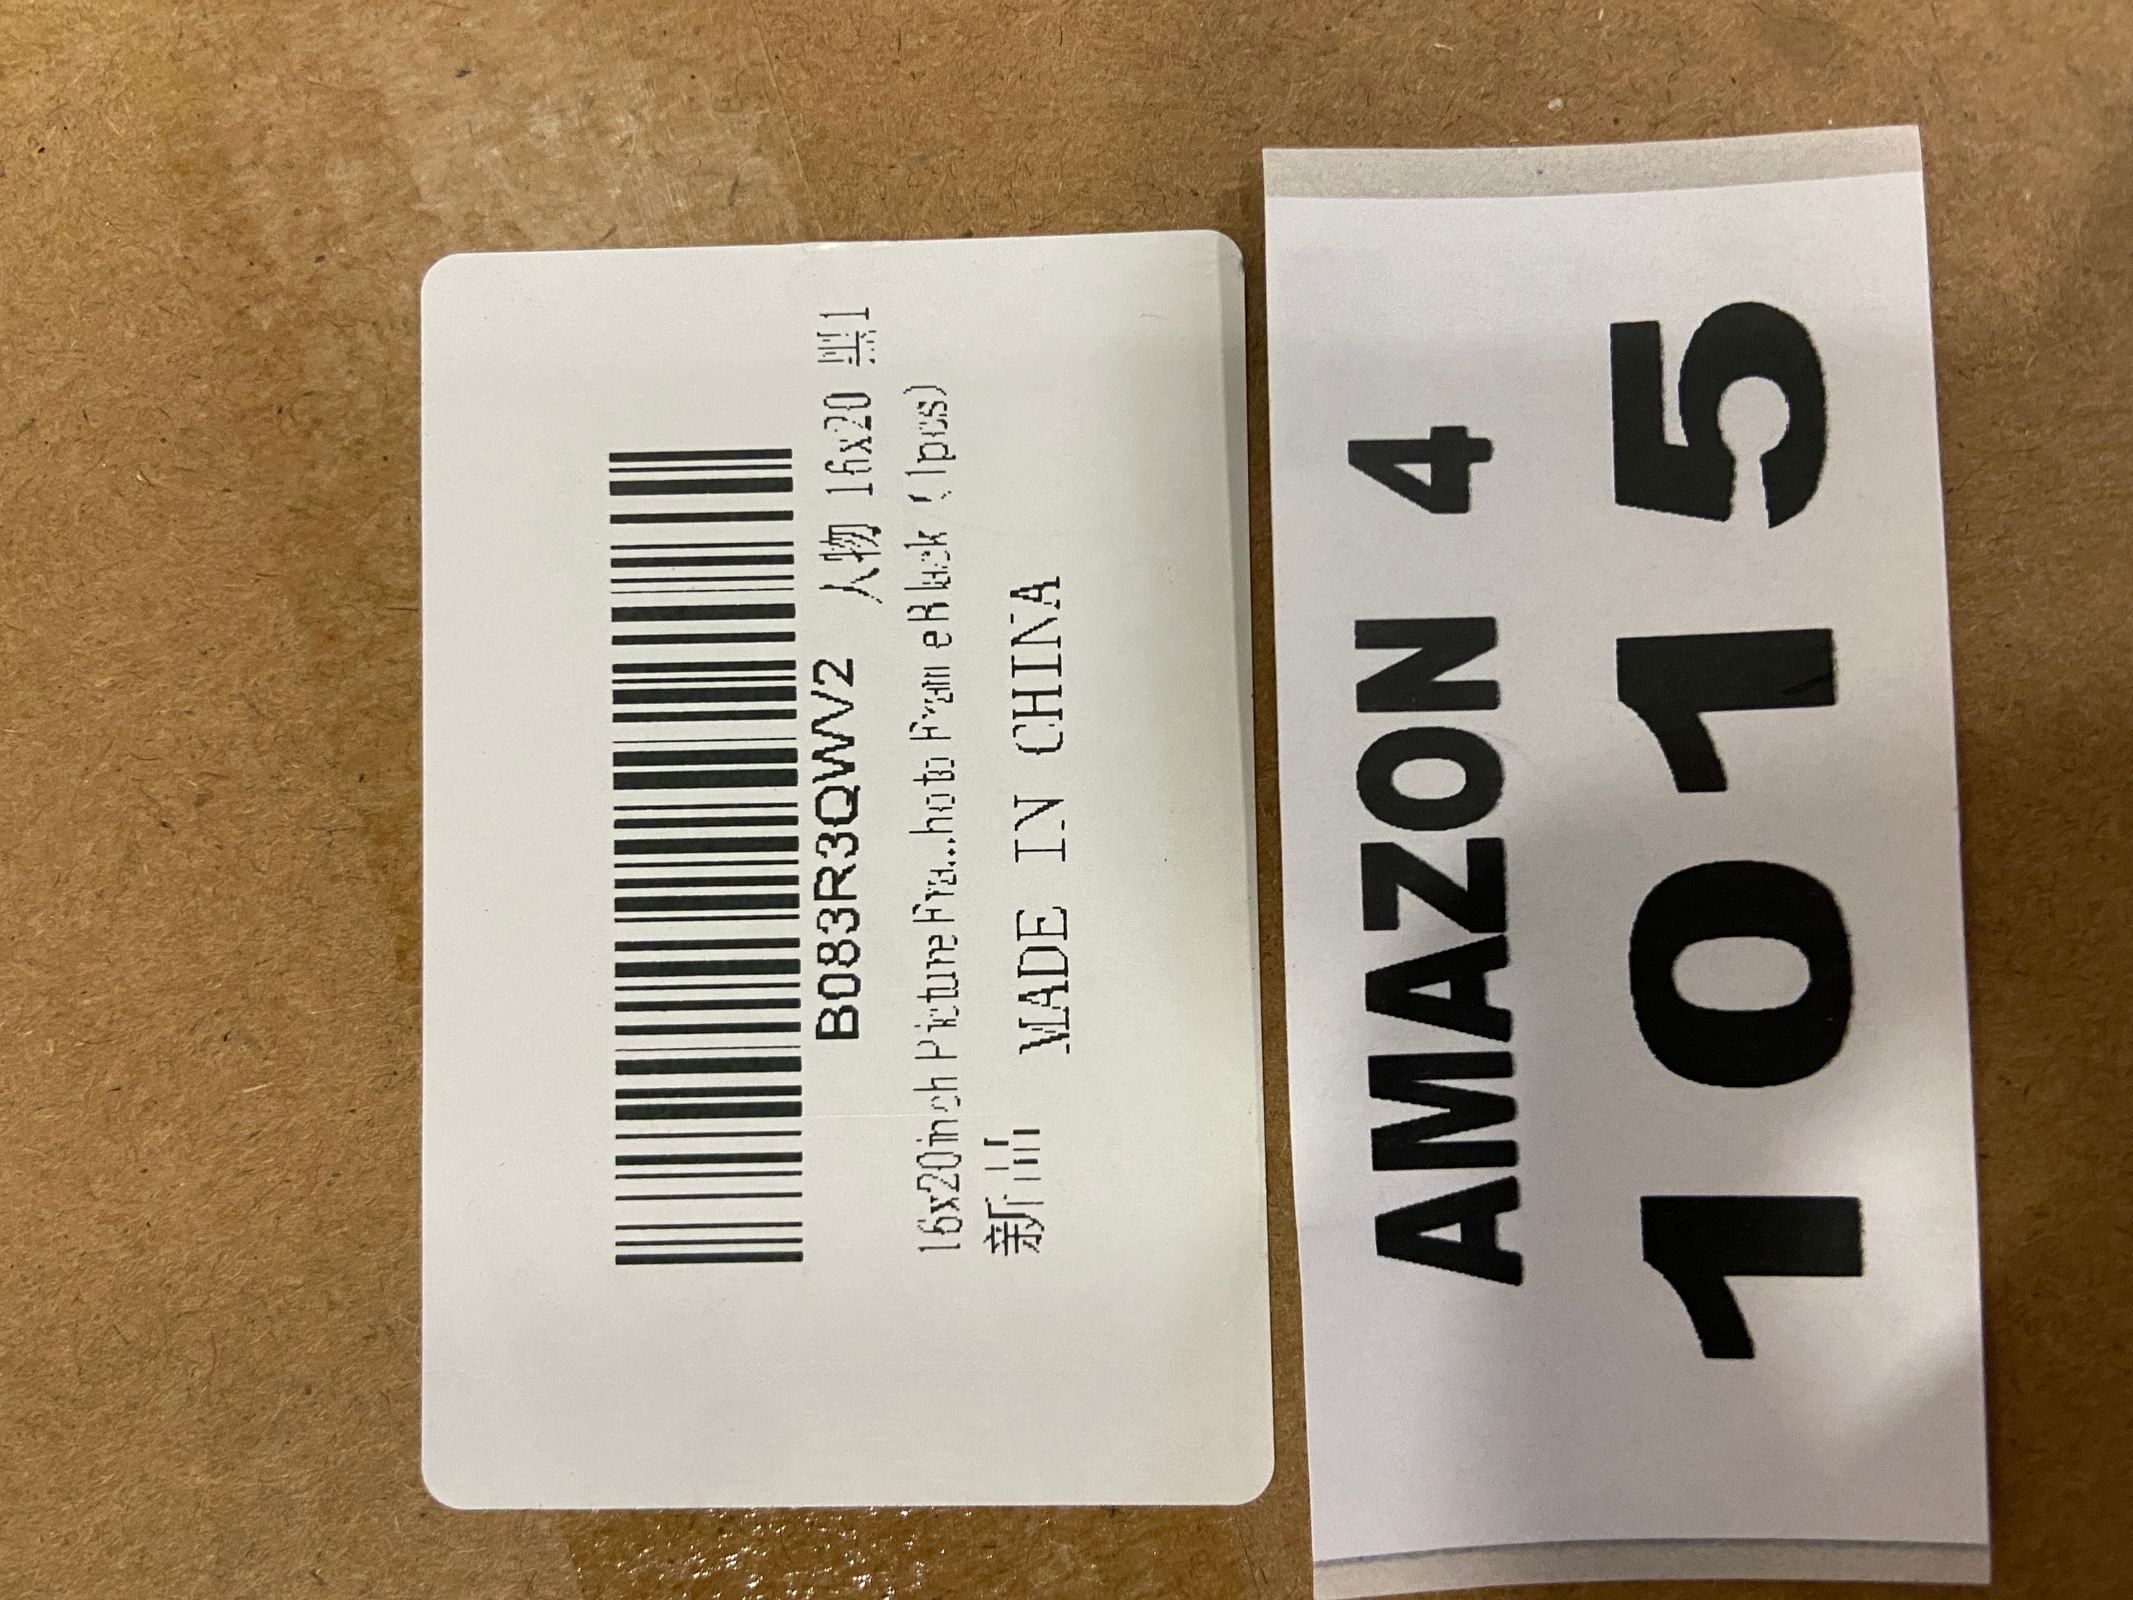 B083R3QWV2 人物 16x20 黑1
16x20inch Picture Fra...hoto Frame Black (1pcs)
新品 MADE IN CHINA
AMAZON 4
1015